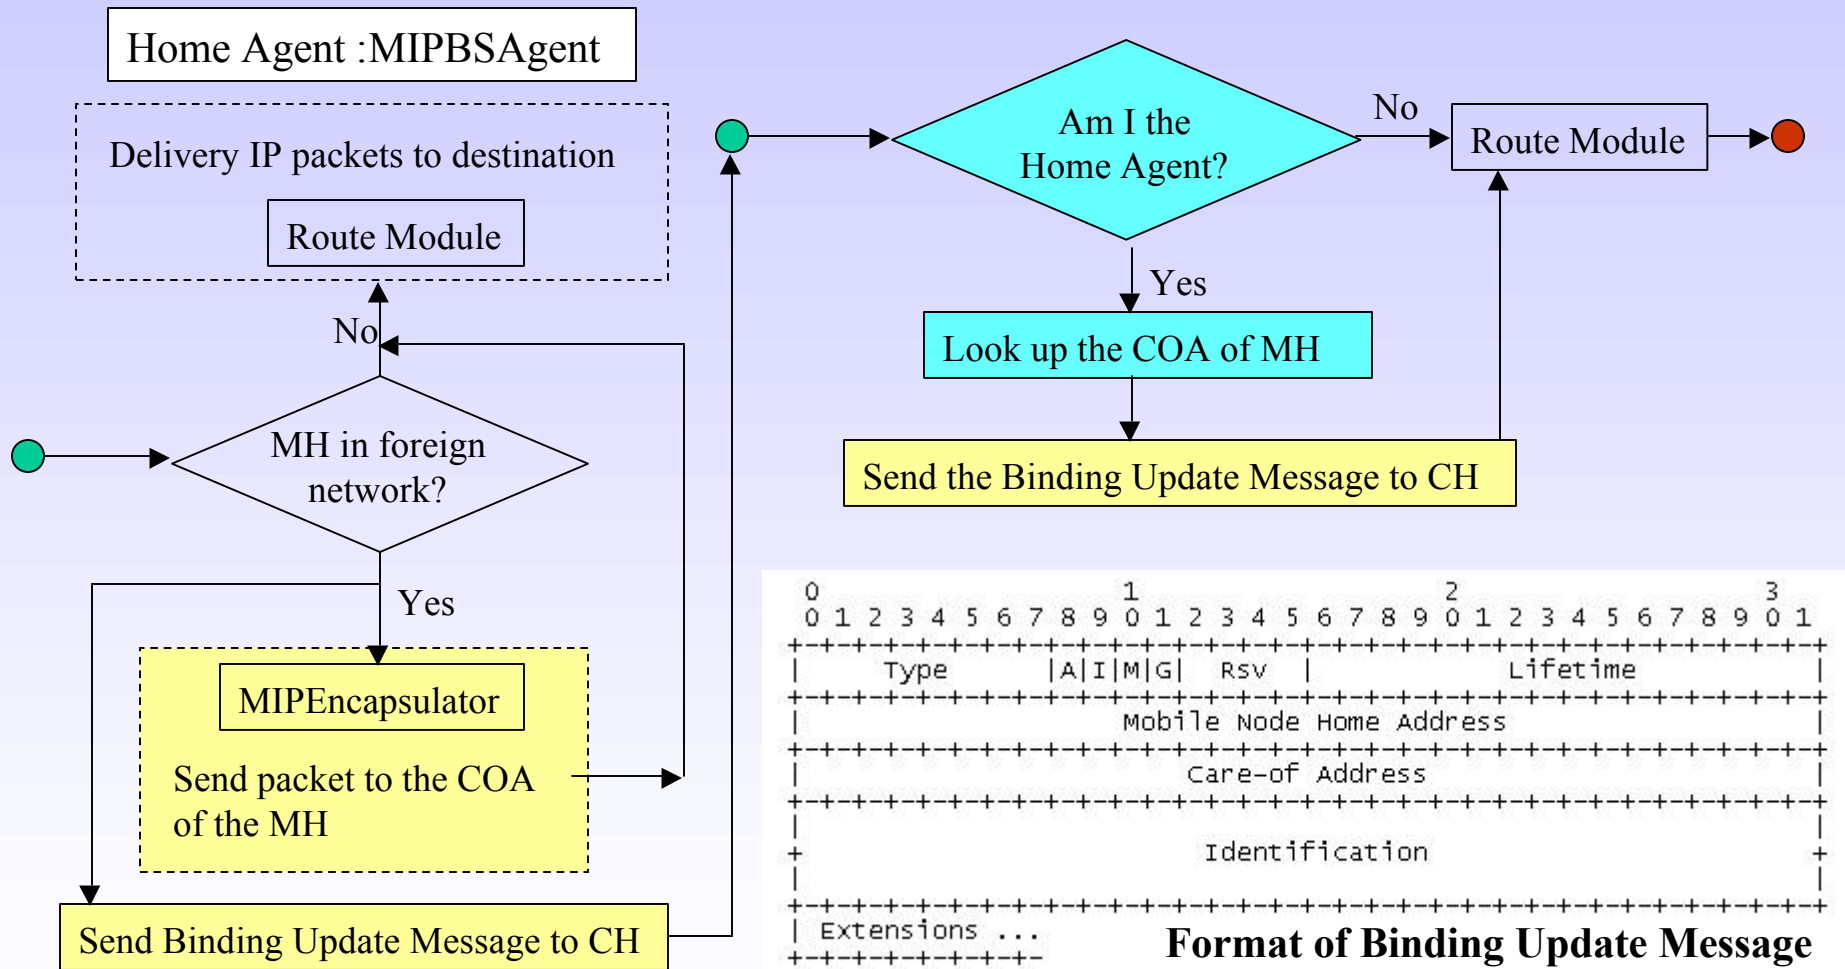 Home Agent :MIPBSAgent
Delivery IP packets to destination
Route Module
No
MH in foreign
network?
Yes
MIPEncapsulator
Send packet to the COA
of the MH
Send Binding Update Message to CH
Am I the
Home Agent?
No
Route Module
Yes
Look up the COA of MH
Send the Binding Update Message to CH
0 1 2 3
0 1 2 3 4 5 6 7 8 9 0 1 2 3 4 5 6 7 8 9 0 1 2 3 4 5 6 7 8 9 0 1
+-+-+-+-+-+-+-+-+-+-+-+-+-+-+-+-+-+-+-+-+-+-+-+-+-+-+-+-+-+-+-+-+
| Type |A|I|M|G| Rsv | Lifetime |
+-+-+-+-+-+-+-+-+-+-+-+-+-+-+-+-+-+-+-+-+-+-+-+-+-+-+-+-+-+-+-+-+
| Mobile Node Home Address |
+-+-+-+-+-+-+-+-+-+-+-+-+-+-+-+-+-+-+-+-+-+-+-+-+-+-+-+-+-+-+-+-+
| Care-of Address |
+-+-+-+-+-+-+-+-+-+-+-+-+-+-+-+-+-+-+-+-+-+-+-+-+-+-+-+-+-+-+-+-+
| |
+ Identification +
| |
+-+-+-+-+-+-+-+-+-+-+-+-+-+-+-+-+-+-+-+-+-+-+-+-+-+-+-+-+-+-+-+-+
| Extensions ...
+-+-+-+-+-+-+-+-
Format of Binding Update Message